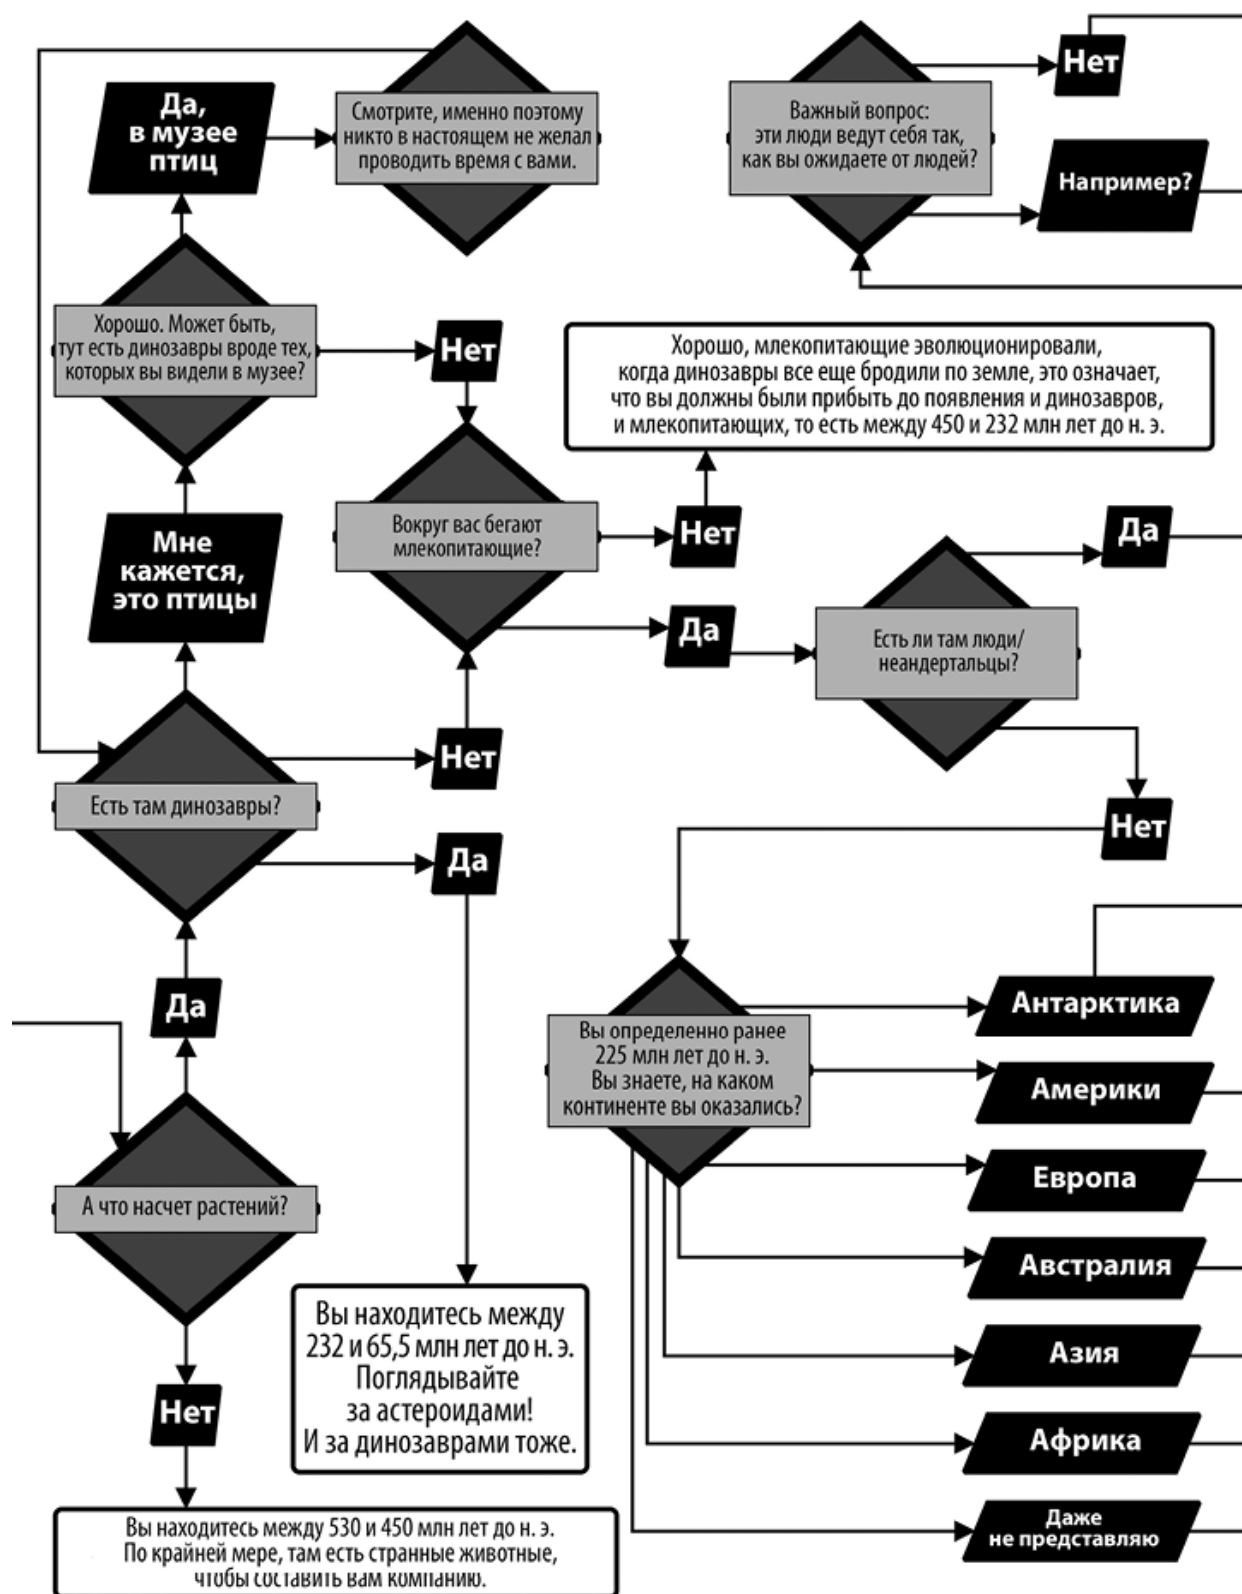 Да,
в музее
птиц
Смотрите, именно поэтому
никто в настоящем не желал
проводить время с вами.
Важный вопрос:
эти люди ведут себя так,
как вы ожидаете от людей?
Нет
Например?
Хорошо. Может быть,
тут есть динозавры вроде тех,
которых вы видели в музее?
Нет
Хорошо, млекопитающие эволюционировали,
когда динозавры все еще бродили по земле, это означает,
что вы должны были прибыть до появления и динозавров,
и млекопитающих, то есть между 450 и 232 млн лет до н. э.
Мне
кажется,
это птицы
Вокруг вас бегают
млекопитающие?
Нет
Да
Да
Есть ли там люди/
неандертальцы?
Нет
Есть там динозавры?
Нет
Да
Да
Вы определенно ранее
225 млн лет до н. э.
Вы знаете, на каком
континенте вы оказались?
Антарктика
Америки
Европа
Австралия
Азия
Африка
Даже
не представляю
А что насчет растений?
Нет
Вы находитесь между
232 и 65,5 млн лет до н. э.
Поглядывайте
за астероидами!
И за динозаврами тоже.
Вы находитесь между 530 и 450 млн лет до н. э.
По крайней мере, там есть странные животные,
чтобы составить вам компанию.